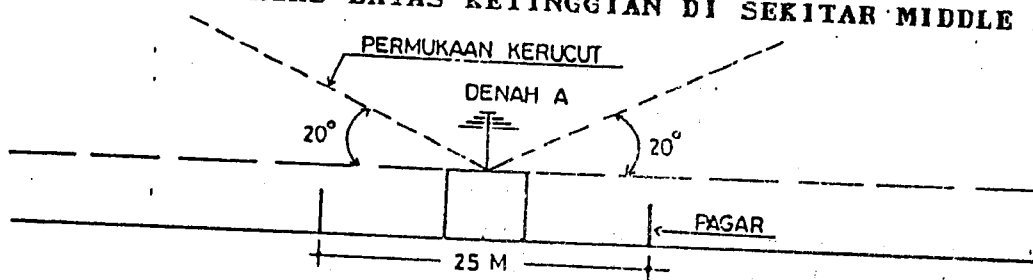 BATAS KETINGGIAN DI SEKITAR MIDDLE
PERMUKAAN KERUCUT
DENAH A
20°
20°
PAGAR
25 M